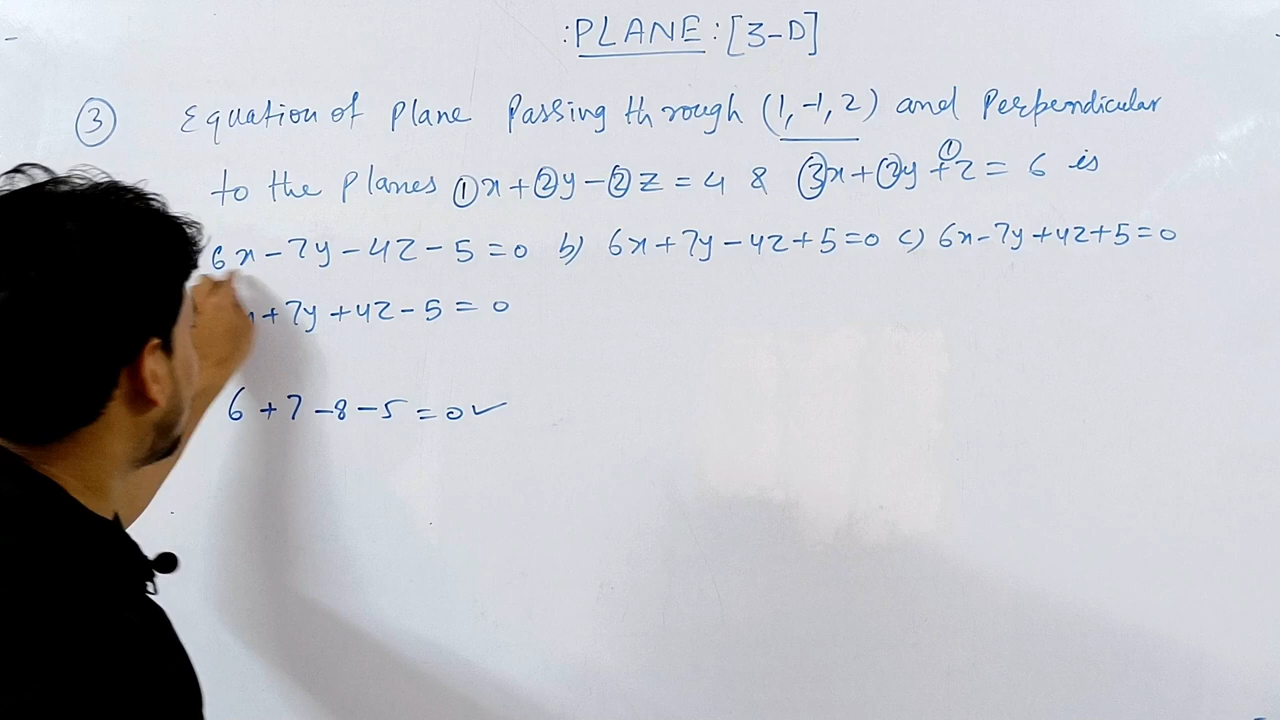 :PLANE: [3-D]
③ Equation of Plane Passing through (1,-1,2) and Perpendicular
to the Planes ①x+②y-②z=4 & ③x+②y+①z=6 is
6x-7y-4z-5=0 b) 6x+7y-4z+5=0 c) 6x-7y+4z+5=0
+7y+4z-5=0
6+7-8-5=0✓